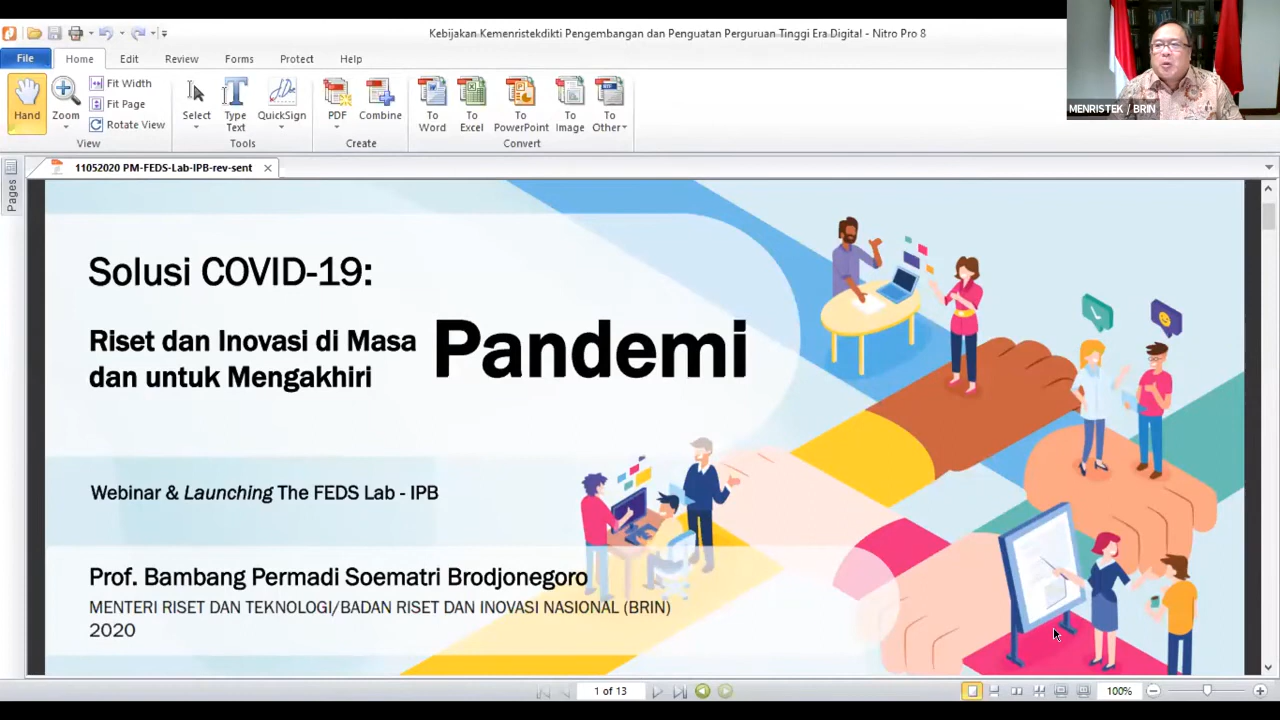 Kebijakan Kemenristekdikti Pengembangan dan Penguatan Perguruan Tinggi Era Digital - Nitro Pro 8
MENRISTEK / BRIN
File Home Edit Review Forms Protect Help
Hand
Zoom
Fit Width
Fit Page
Rotate View
View
Select
Type Text
QuickSign
Tools
PDF
Combine
Create
To Word
To Excel
To PowerPoint
To Image
To Other
Convert
11052020 PM-FEDS-Lab-IPB-rev-sent
Pages
Solusi COVID-19:
Riset dan Inovasi di Masa
dan untuk Mengakhiri
Pandemi
Webinar & Launching The FEDS Lab - IPB
Prof. Bambang Permadi Soematri Brodjonegoro
MENTERI RISET DAN TEKNOLOGI/BADAN RISET DAN INOVASI NASIONAL (BRIN)
2020
1 of 13
100%